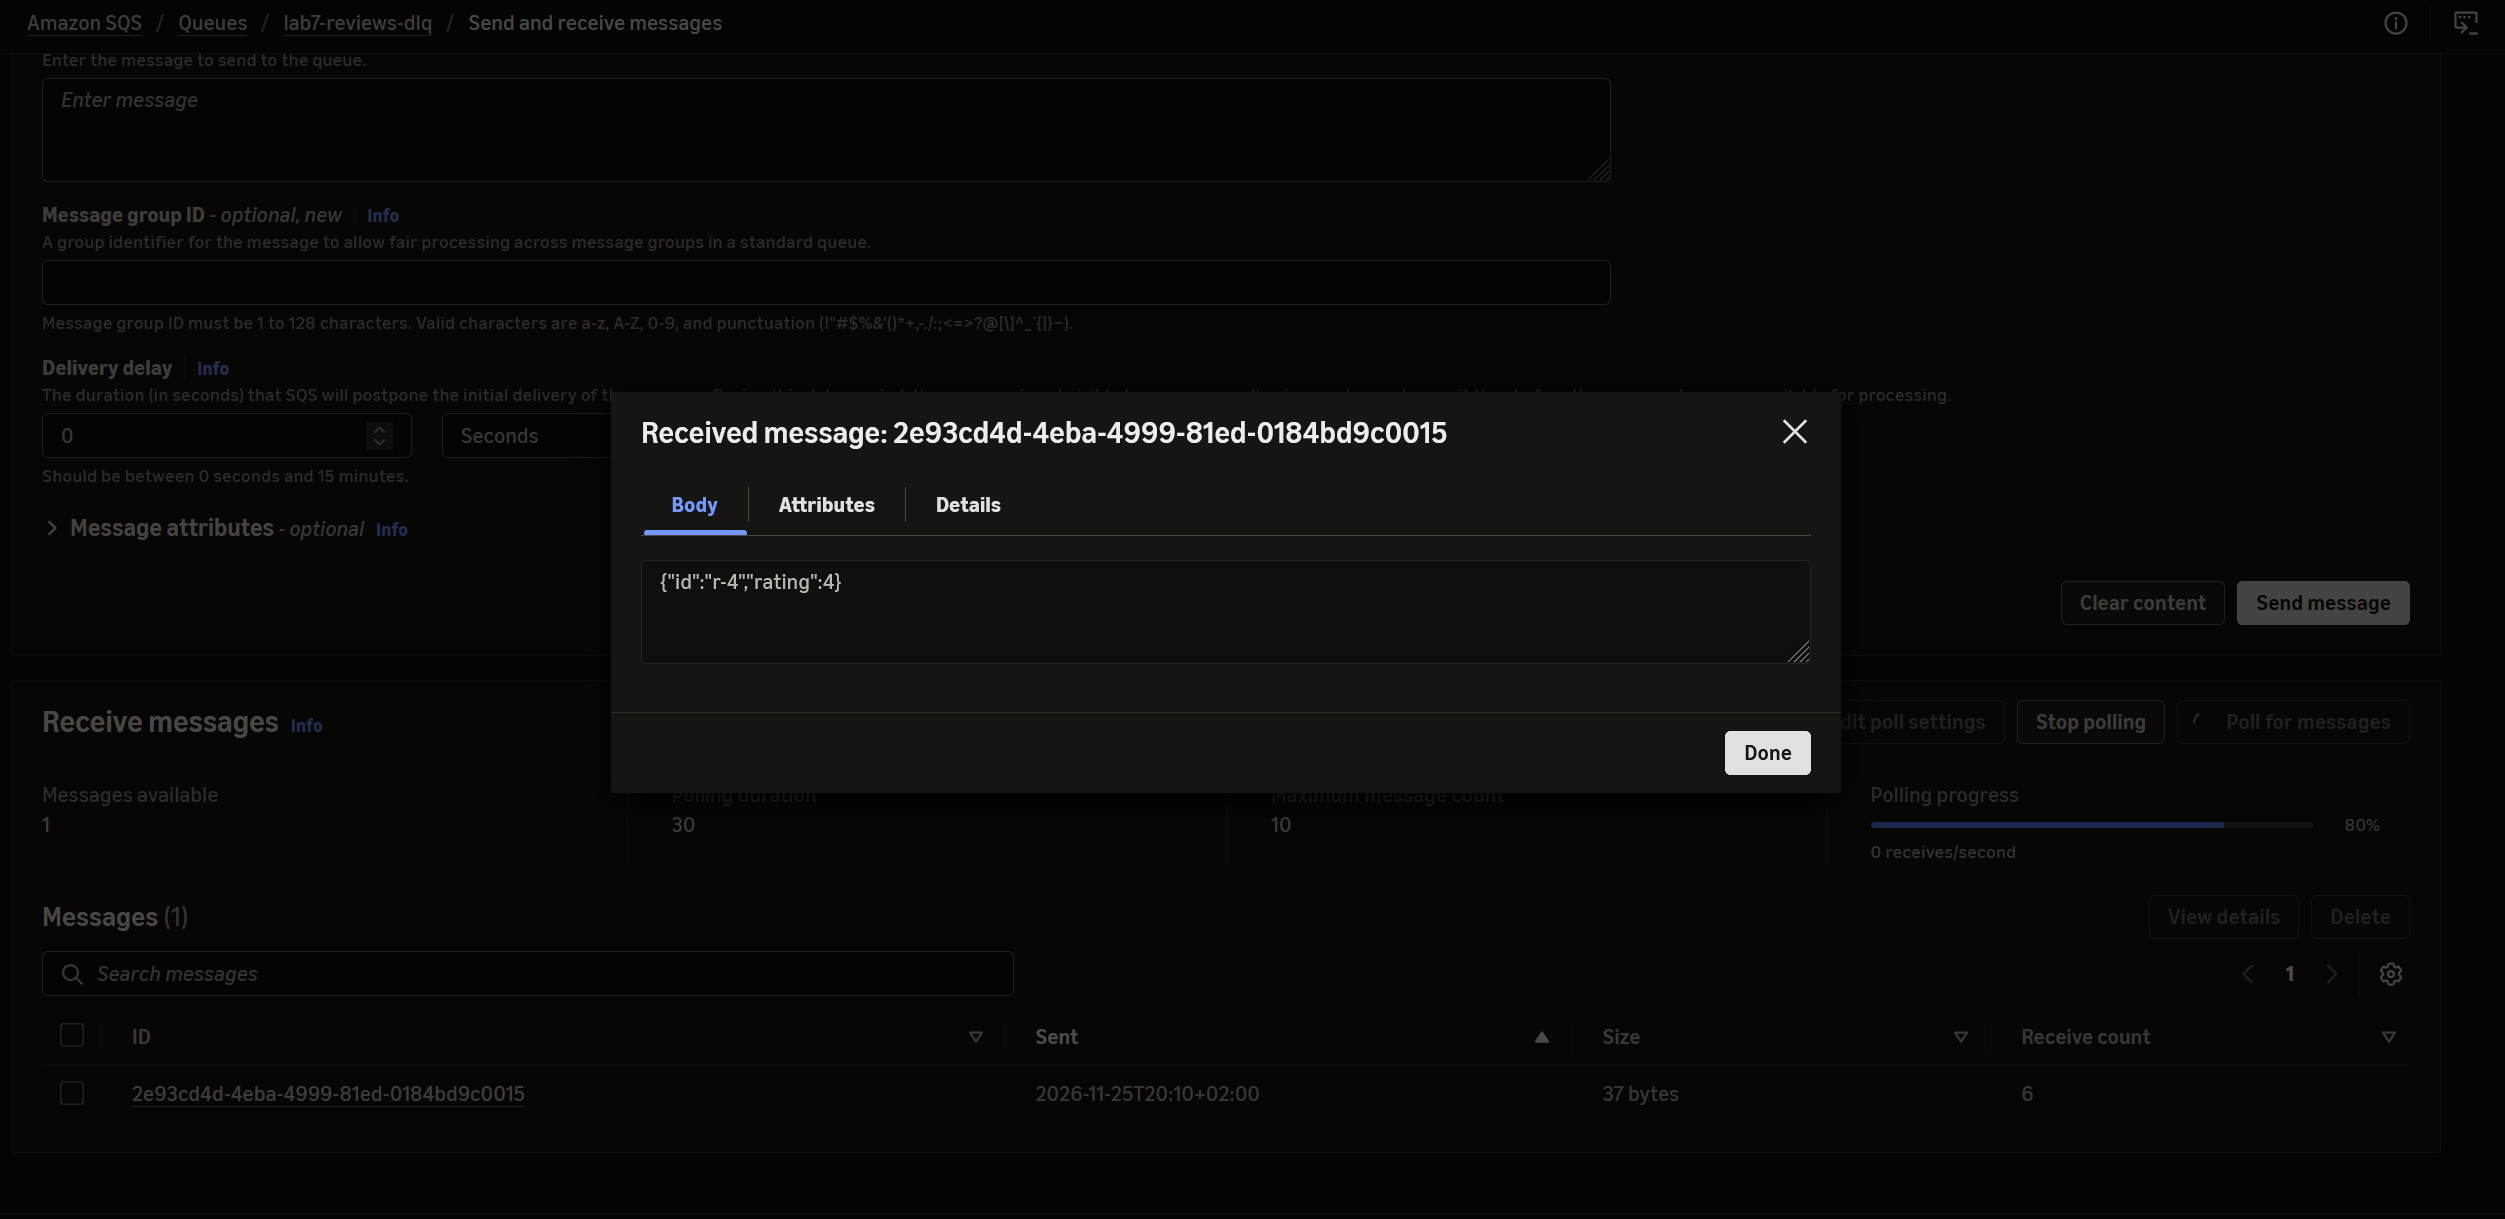 Amazon SQS / Queues / lab7-reviews-dlq / Send and receive messages
Enter the message to send to the queue.
Enter message
Message group ID - optional, new Info
A group identifier for the message to allow fair processing across message groups in a standard queue.
Message group ID must be 1 to 128 characters. Valid characters are a-z, A-Z, 0-9, and punctuation (!"#$%&'()*+,-./:;<=>?@[\]^_`{|}~).
Delivery delay Info
The duration (in seconds) that SQS will postpone the initial delivery of th
or processing.
0
Seconds
Should be between 0 seconds and 15 minutes.
Message attributes - optional Info
Clear content
Send message
Received message: 2e93cd4d-4eba-4999-81ed-0184bd9c0015
Body
Attributes
Details
{"id":"r-4","rating":4}
Done
Receive messages Info
dit poll settings
Stop polling
Poll for messages
Messages available
1
Polling duration
30
Maximum message count
10
Polling progress
80%
0 receives/second
Messages (1)
View details
Delete
Search messages
1
ID
Sent
Size
Receive count
2e93cd4d-4eba-4999-81ed-0184bd9c0015
2026-11-25T20:10+02:00
37 bytes
6